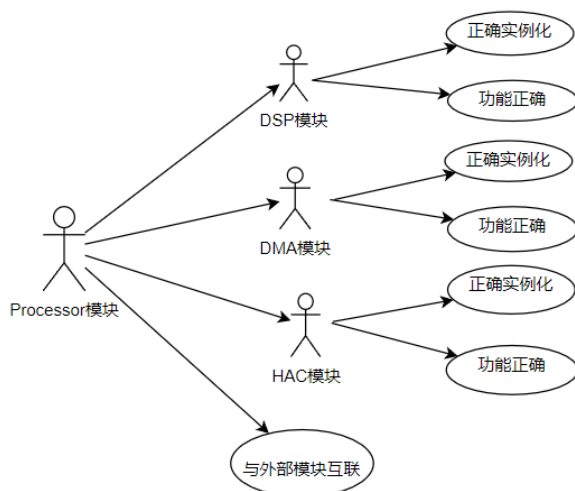 正确实例化
DSP模块
功能正确
正确实例化
DMA模块
功能正确
Processor模块
正确实例化
HAC模块
功能正确
与外部模块互联